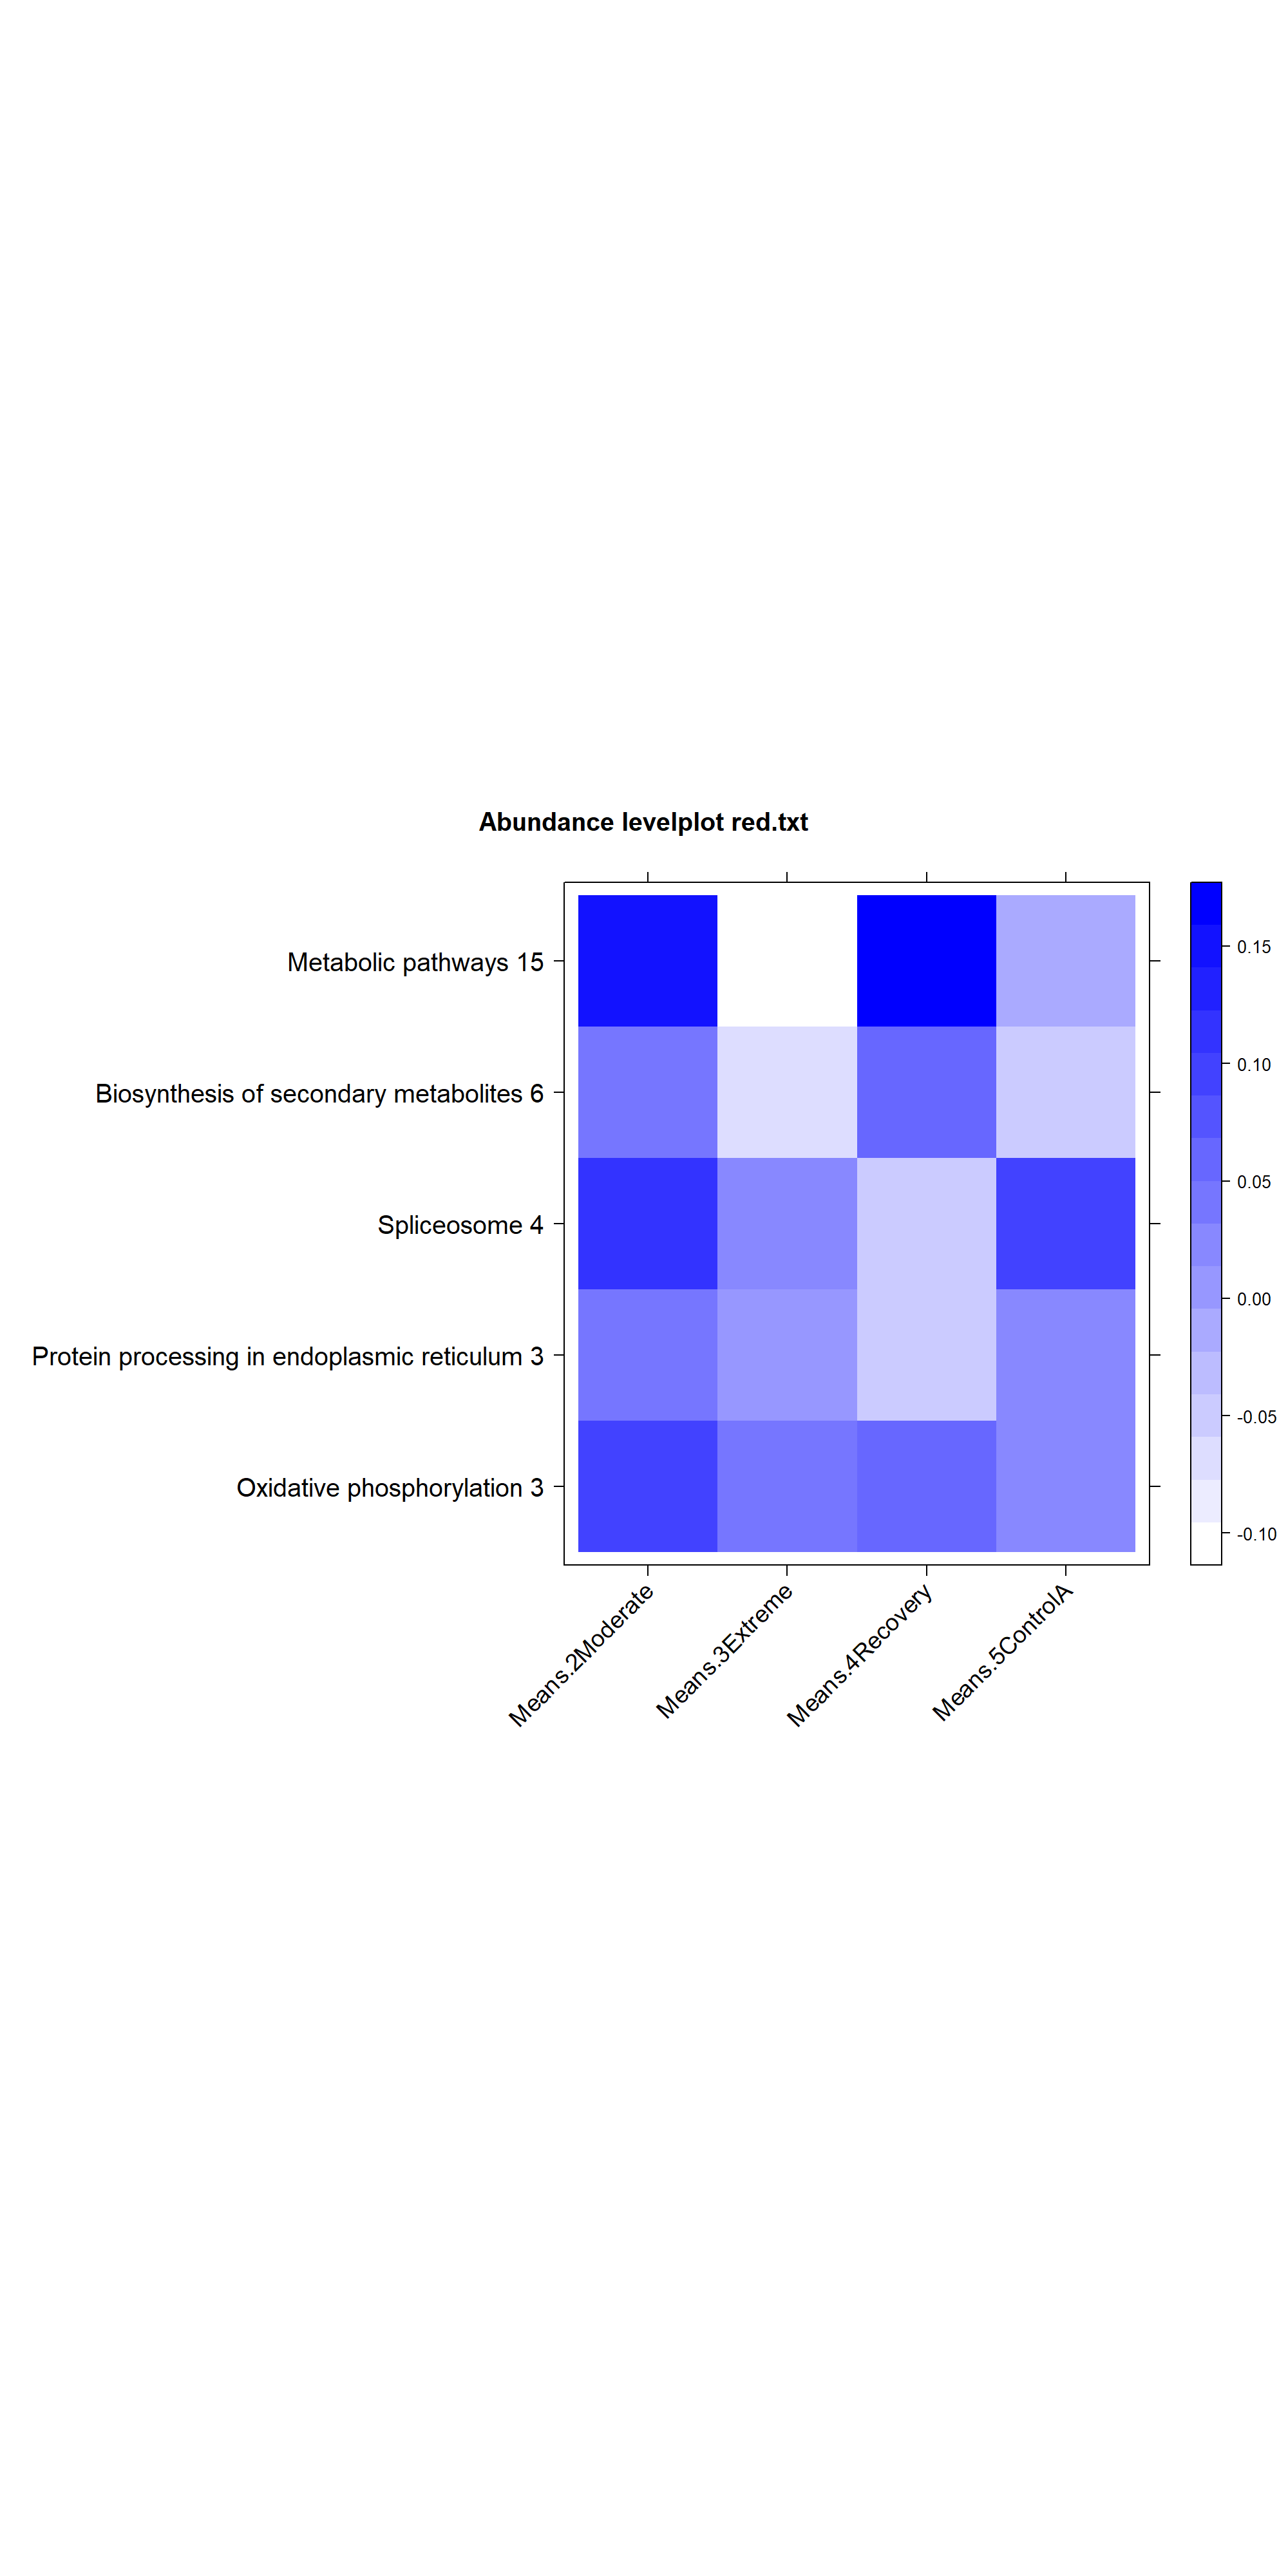 Abundance levelplot red.txt
Metabolic pathways 15
Biosynthesis of secondary metabolites 6
Spliceosome 4
Protein processing in endoplasmic reticulum 3
Oxidative phosphorylation 3
Means.2Moderate
Means.3Extreme
Means.4Recovery
Means.5ControlA
0.15
0.10
0.05
0.00
-0.05
-0.10